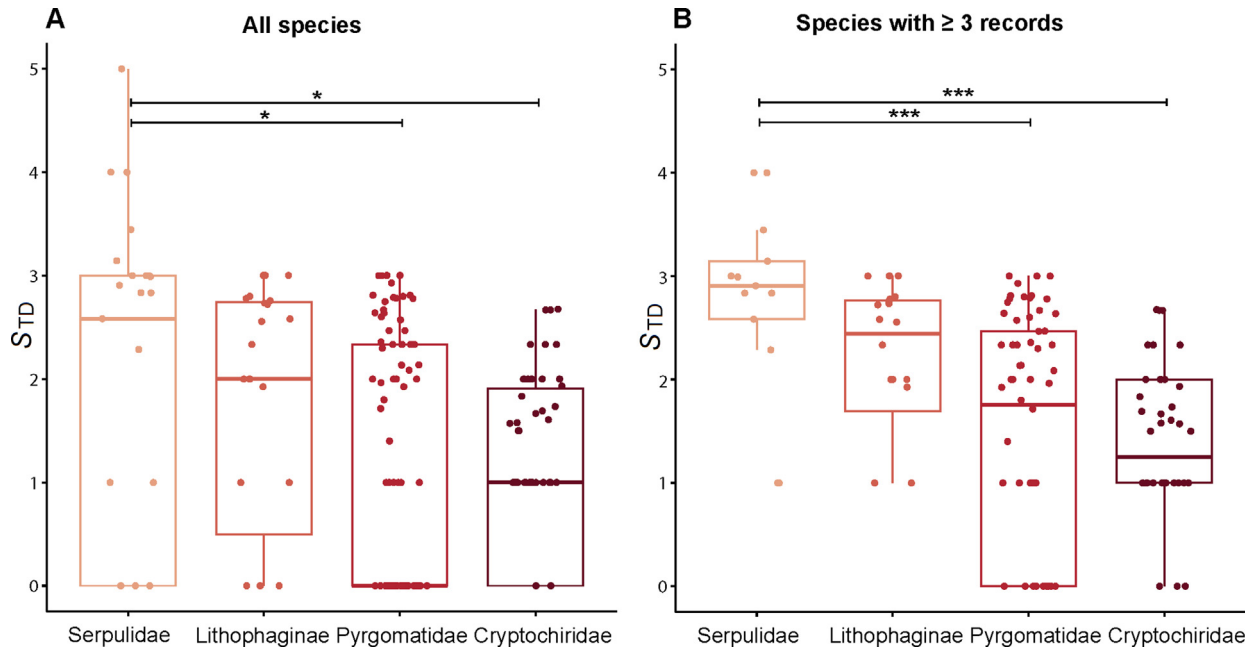 A
All species
5
4
3
2
1
0
STD
*
*
Serpulidae
Lithophaginae
Pyrgomatidae
Cryptochiridae
B
Species with ≥ 3 records
5
4
3
2
1
0
STD
***
***
Serpulidae
Lithophaginae
Pyrgomatidae
Cryptochiridae